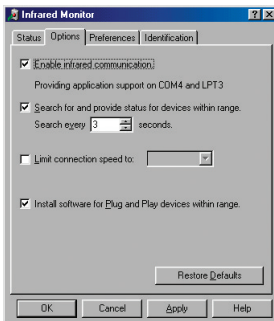 Infrared Monitor
Status Options Preferences Identification
Enable infrared communication.
Providing application support on COM4 and LPT3
Search for and provide status for devices within range.
Search every 3 seconds.
Limit connection speed to:
Install software for Plug and Play devices within range.
Restore Defaults
OK Cancel Apply Help